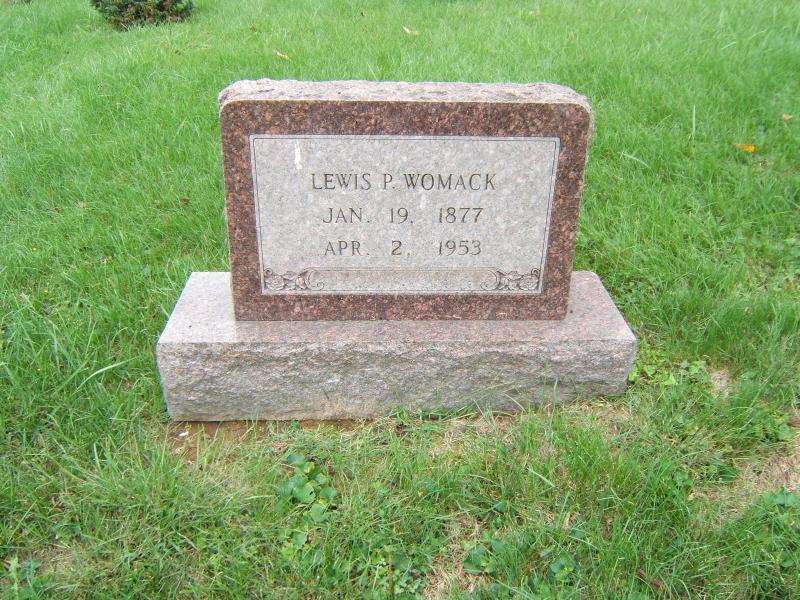 LEWIS P. WOMACK
JAN. 19, 1877
APR. 2, 1953